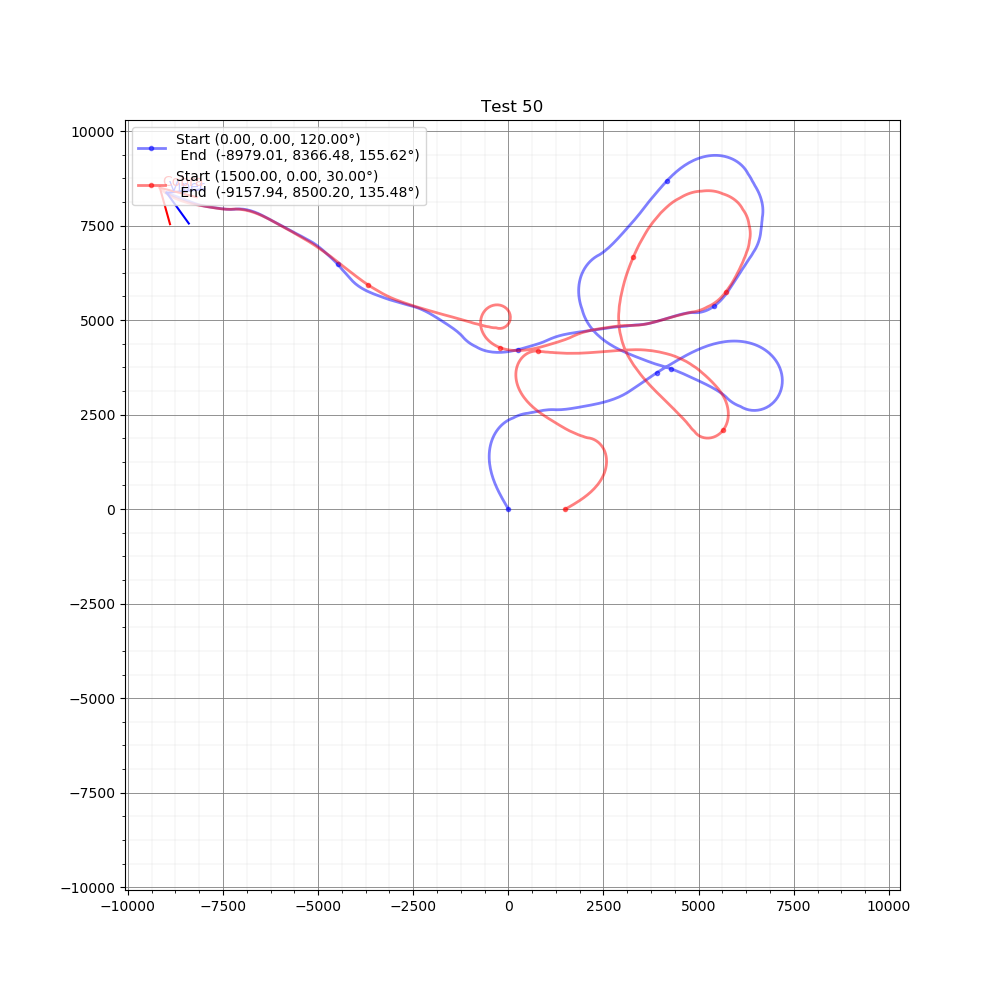 Test 50
Start (0.00, 0.00, 120.00°)
End (-8979.01, 8366.48, 155.62°)
Start (1500.00, 0.00, 30.00°)
End (-9157.94, 8500.20, 135.48°)
10000
7500
5000
2500
0
−2500
−5000
−7500
−10000
−10000 −7500 −5000 −2500 0 2500 5000 7500 10000